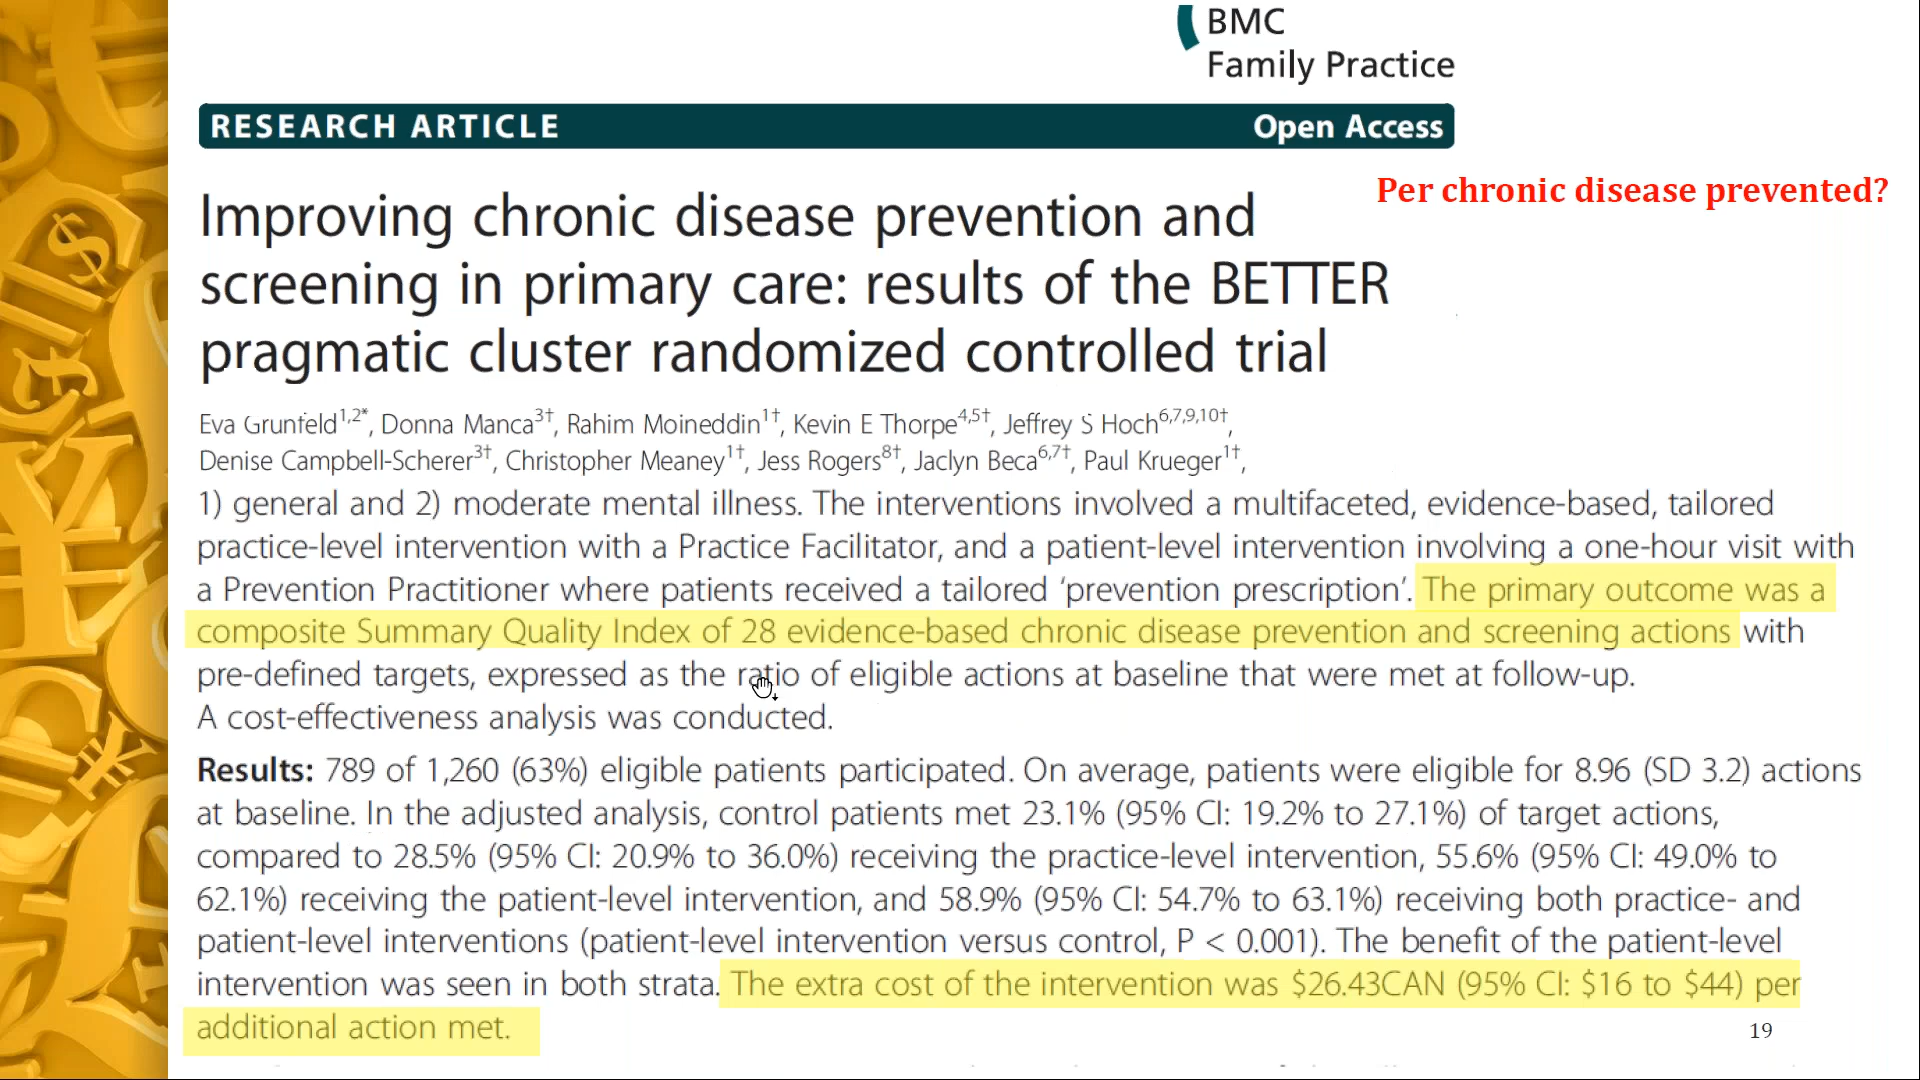 BMC
Family Practice
RESEARCH ARTICLE Open Access
Per chronic disease prevented?
Improving chronic disease prevention and
screening in primary care: results of the BETTER
pragmatic cluster randomized controlled trial
Eva Grunfeld1,2*, Donna Manca3†, Rahim Moineddin1†, Kevin E Thorpe4,5†, Jeffrey S Hoch6,7,9,10†,
Denise Campbell-Scherer3†, Christopher Meaney1†, Jess Rogers8†, Jaclyn Beca6,7†, Paul Krueger1†,
1) general and 2) moderate mental illness. The interventions involved a multifaceted, evidence-based, tailored
practice-level intervention with a Practice Facilitator, and a patient-level intervention involving a one-hour visit with
a Prevention Practitioner where patients received a tailored ‘prevention prescription’. The primary outcome was a
composite Summary Quality Index of 28 evidence-based chronic disease prevention and screening actions with
pre-defined targets, expressed as the ratio of eligible actions at baseline that were met at follow-up.
A cost-effectiveness analysis was conducted.
Results: 789 of 1,260 (63%) eligible patients participated. On average, patients were eligible for 8.96 (SD 3.2) actions
at baseline. In the adjusted analysis, control patients met 23.1% (95% CI: 19.2% to 27.1%) of target actions,
compared to 28.5% (95% CI: 20.9% to 36.0%) receiving the practice-level intervention, 55.6% (95% CI: 49.0% to
62.1%) receiving the patient-level intervention, and 58.9% (95% CI: 54.7% to 63.1%) receiving both practice- and
patient-level interventions (patient-level intervention versus control, P < 0.001). The benefit of the patient-level
intervention was seen in both strata. The extra cost of the intervention was $26.43CAN (95% CI: $16 to $44) per
additional action met.
19